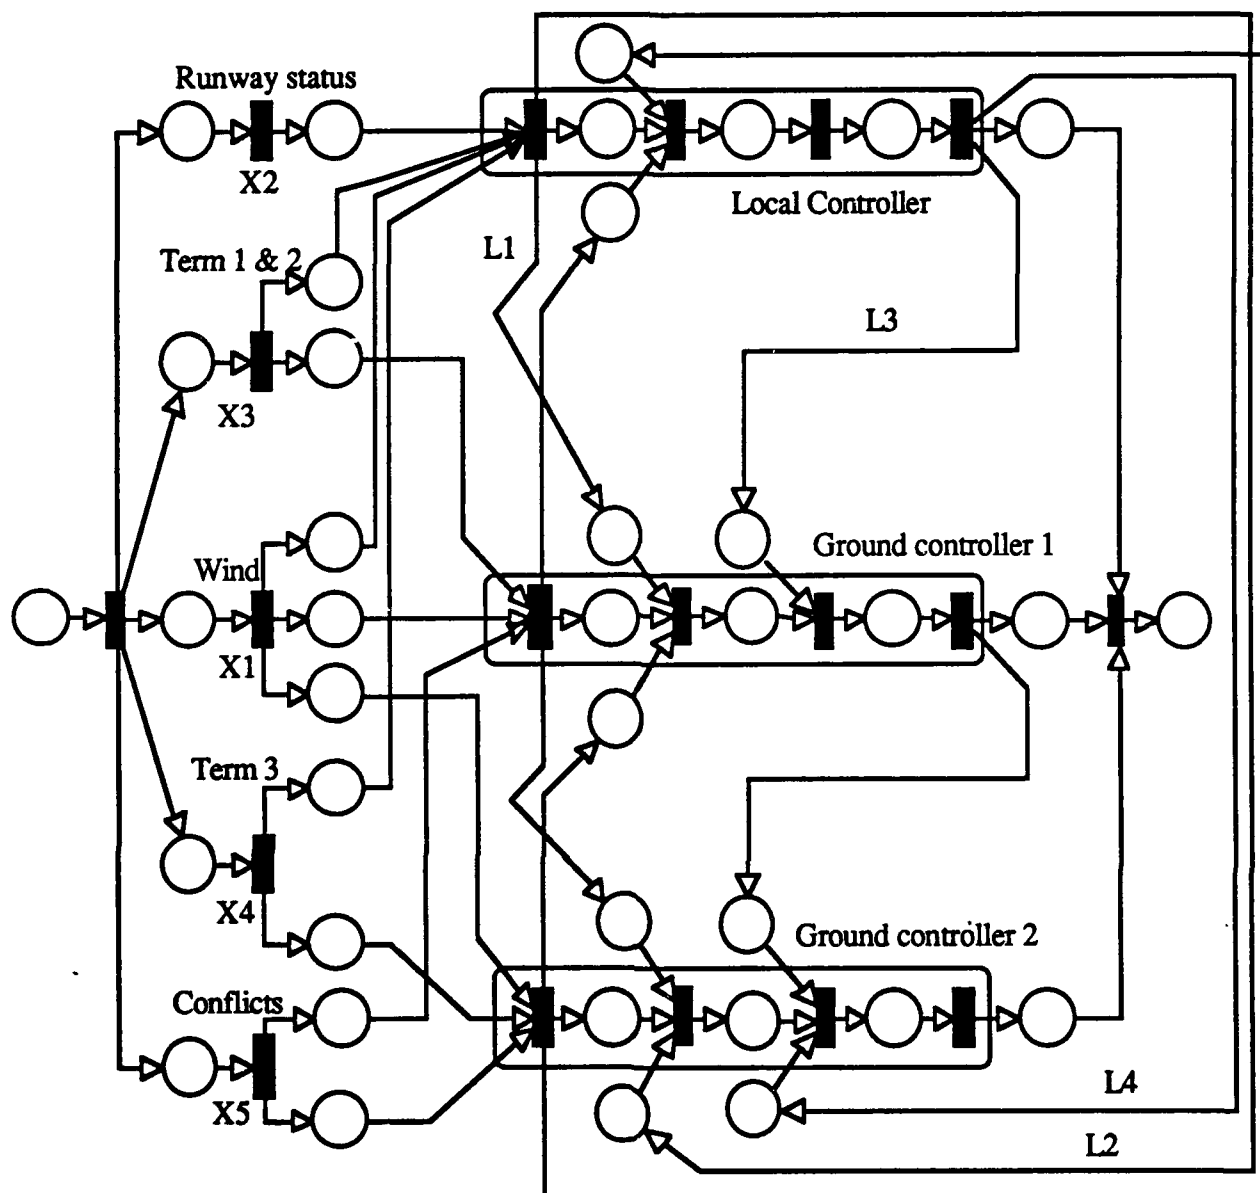 Runway status
X2
Local Controller
Term 1 & 2
L1
L3
X3
Ground controller 1
Wind
X1
Term 3
X4
Ground controller 2
Conflicts
X5
L4
L2